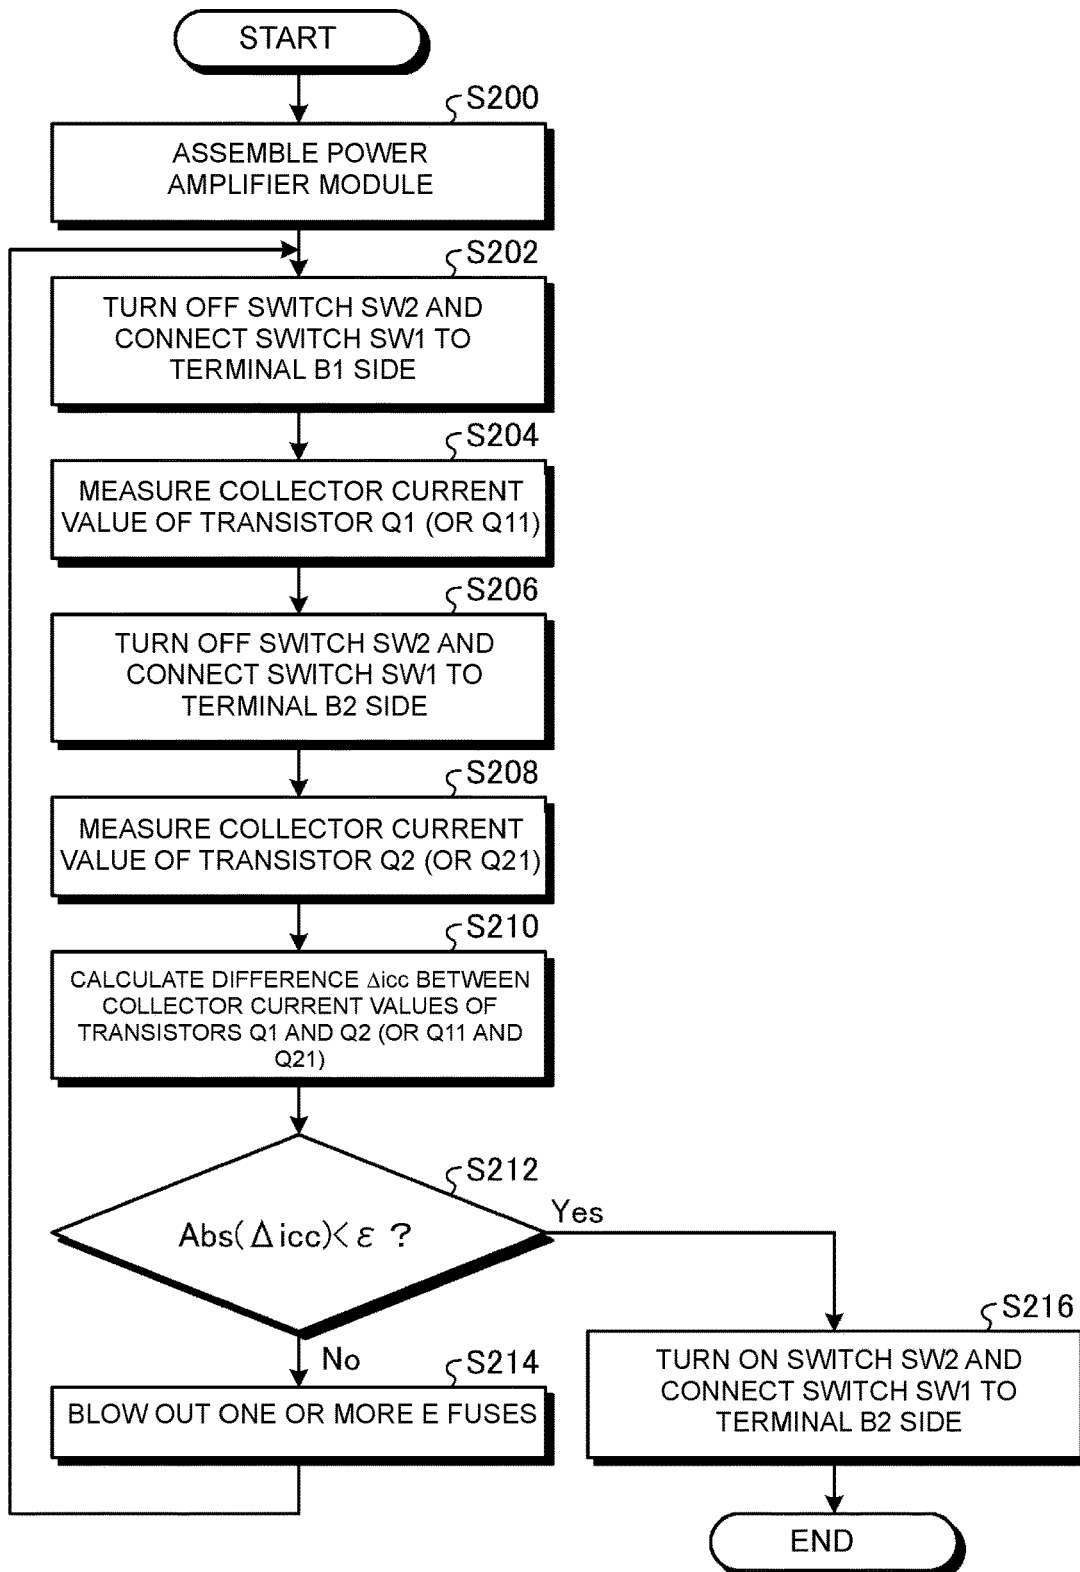 START
S200
ASSEMBLE POWER
AMPLIFIER MODULE
S202
TURN OFF SWITCH SW2 AND
CONNECT SWITCH SW1 TO
TERMINAL B1 SIDE
S204
MEASURE COLLECTOR CURRENT
VALUE OF TRANSISTOR Q1 (OR Q11)
S206
TURN OFF SWITCH SW2 AND
CONNECT SWITCH SW1 TO
TERMINAL B2 SIDE
S208
MEASURE COLLECTOR CURRENT
VALUE OF TRANSISTOR Q2 (OR Q21)
S210
CALCULATE DIFFERENCE Δicc BETWEEN
COLLECTOR CURRENT VALUES OF
TRANSISTORS Q1 AND Q2 (OR Q11 AND
Q21)
S212
Abs(Δicc)<ε ?
Yes
No
S214
BLOW OUT ONE OR MORE E FUSES
S216
TURN ON SWITCH SW2 AND
CONNECT SWITCH SW1 TO
TERMINAL B2 SIDE
END